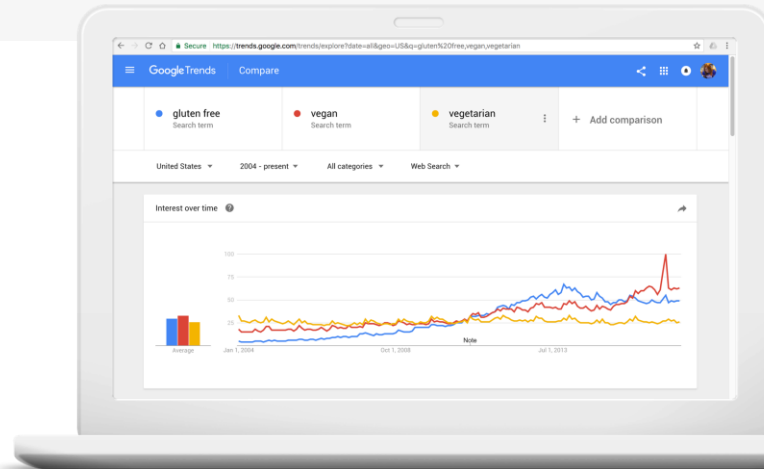 Secure https://trends.google.com/trends/explore?date=all&geo=US&q=gluten%20free,vegan,vegetarian
Google Trends Compare
gluten free
Search term
vegan
Search term
vegetarian
Search term
+ Add comparison
United States 2004 - present All categories Web Search
Interest over time
100
75
50
25
Average
Jan 1, 2004
Oct 1, 2008
Note
Jul 1, 2013